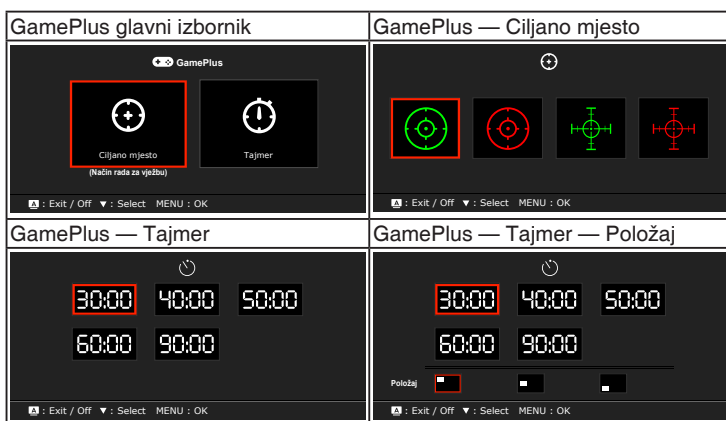 GamePlus glavni izbornik
GamePlus
Ciljano mjesto
Tajmer
(Način rada za vježbu)
A : Exit / Off ▼ : Select MENU : OK
GamePlus — Ciljano mjesto
A : Exit / Off ▼ : Select MENU : OK
GamePlus — Tajmer
30:00 40:00 50:00
60:00 90:00
A : Exit / Off ▼ : Select MENU : OK
GamePlus — Tajmer — Položaj
30:00 40:00 50:00
60:00 90:00
Položaj
A : Exit / Off ▼ : Select MENU : OK